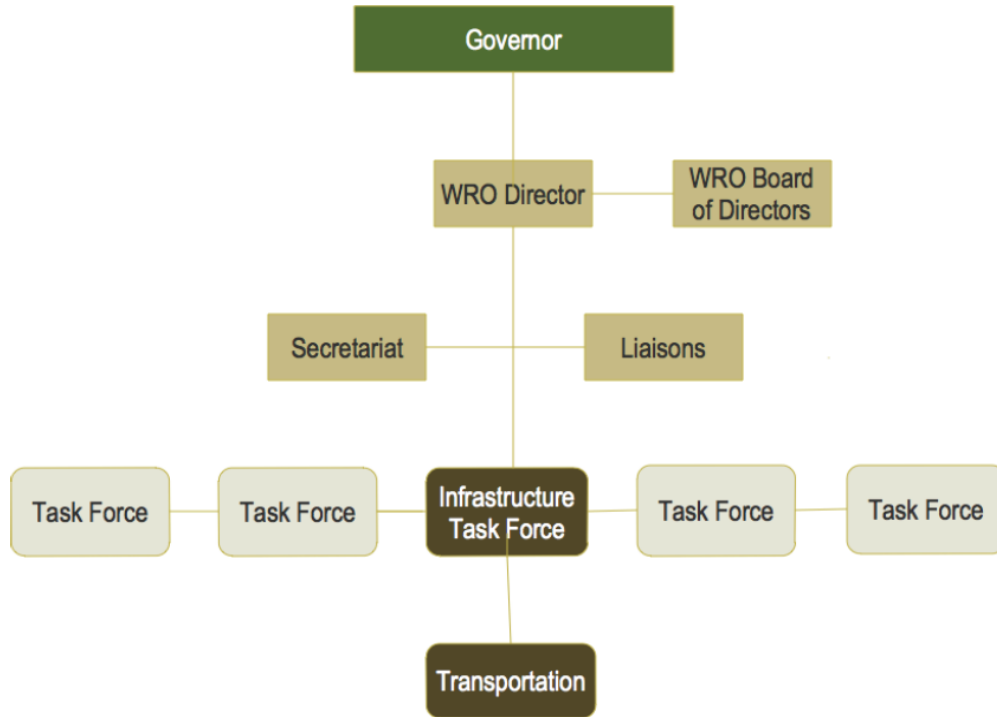 Governor
WRO Director
WRO Board
of Directors
Secretariat
Liaisons
Task Force
Task Force
Infrastructure
Task Force
Task Force
Task Force
Transportation